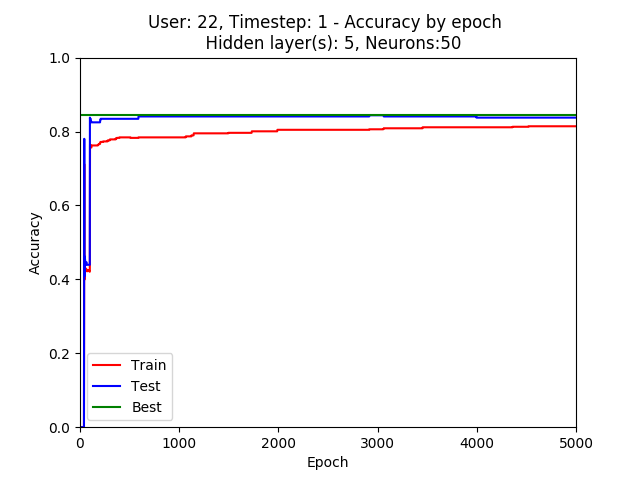 User: 22, Timestep: 1 - Accuracy by epoch
Hidden layer(s): 5, Neurons:50
1.0
0.8
0.6
0.4
0.2
0.0
Accuracy
Train
Test
Best
0 1000 2000 3000 4000 5000
Epoch